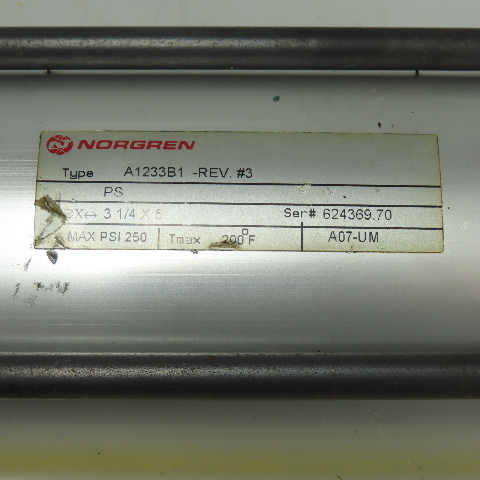 NORGREN
Type A1233B1 -REV. #3
PS
ØX↔ 3 1/4 X 5 Ser# 624369.70
MAX PSI 250 Tmax 200°F A07-UM